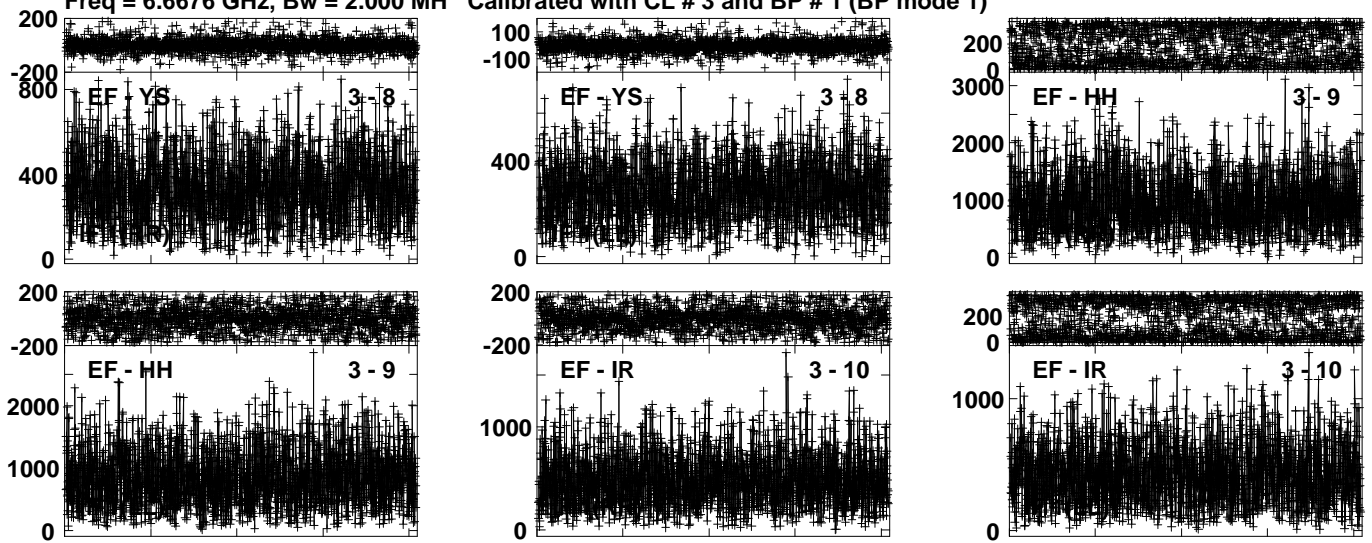 Freq = 6.6676 GHz, Bw = 2.000 MH Calibrated with CL # 3 and BP # 1 (BP mode 1)
200
-200
800
400
0
EF - YS
3 - 8
100
-100
400
0
EF - YS
3 - 8
200
0
3000
2000
1000
0
EF - HH
3 - 9
200
-200
2000
1000
0
EF - HH
3 - 9
200
-200
1000
0
EF - IR
3 - 10
200
0
1000
0
EF - IR
3 - 10